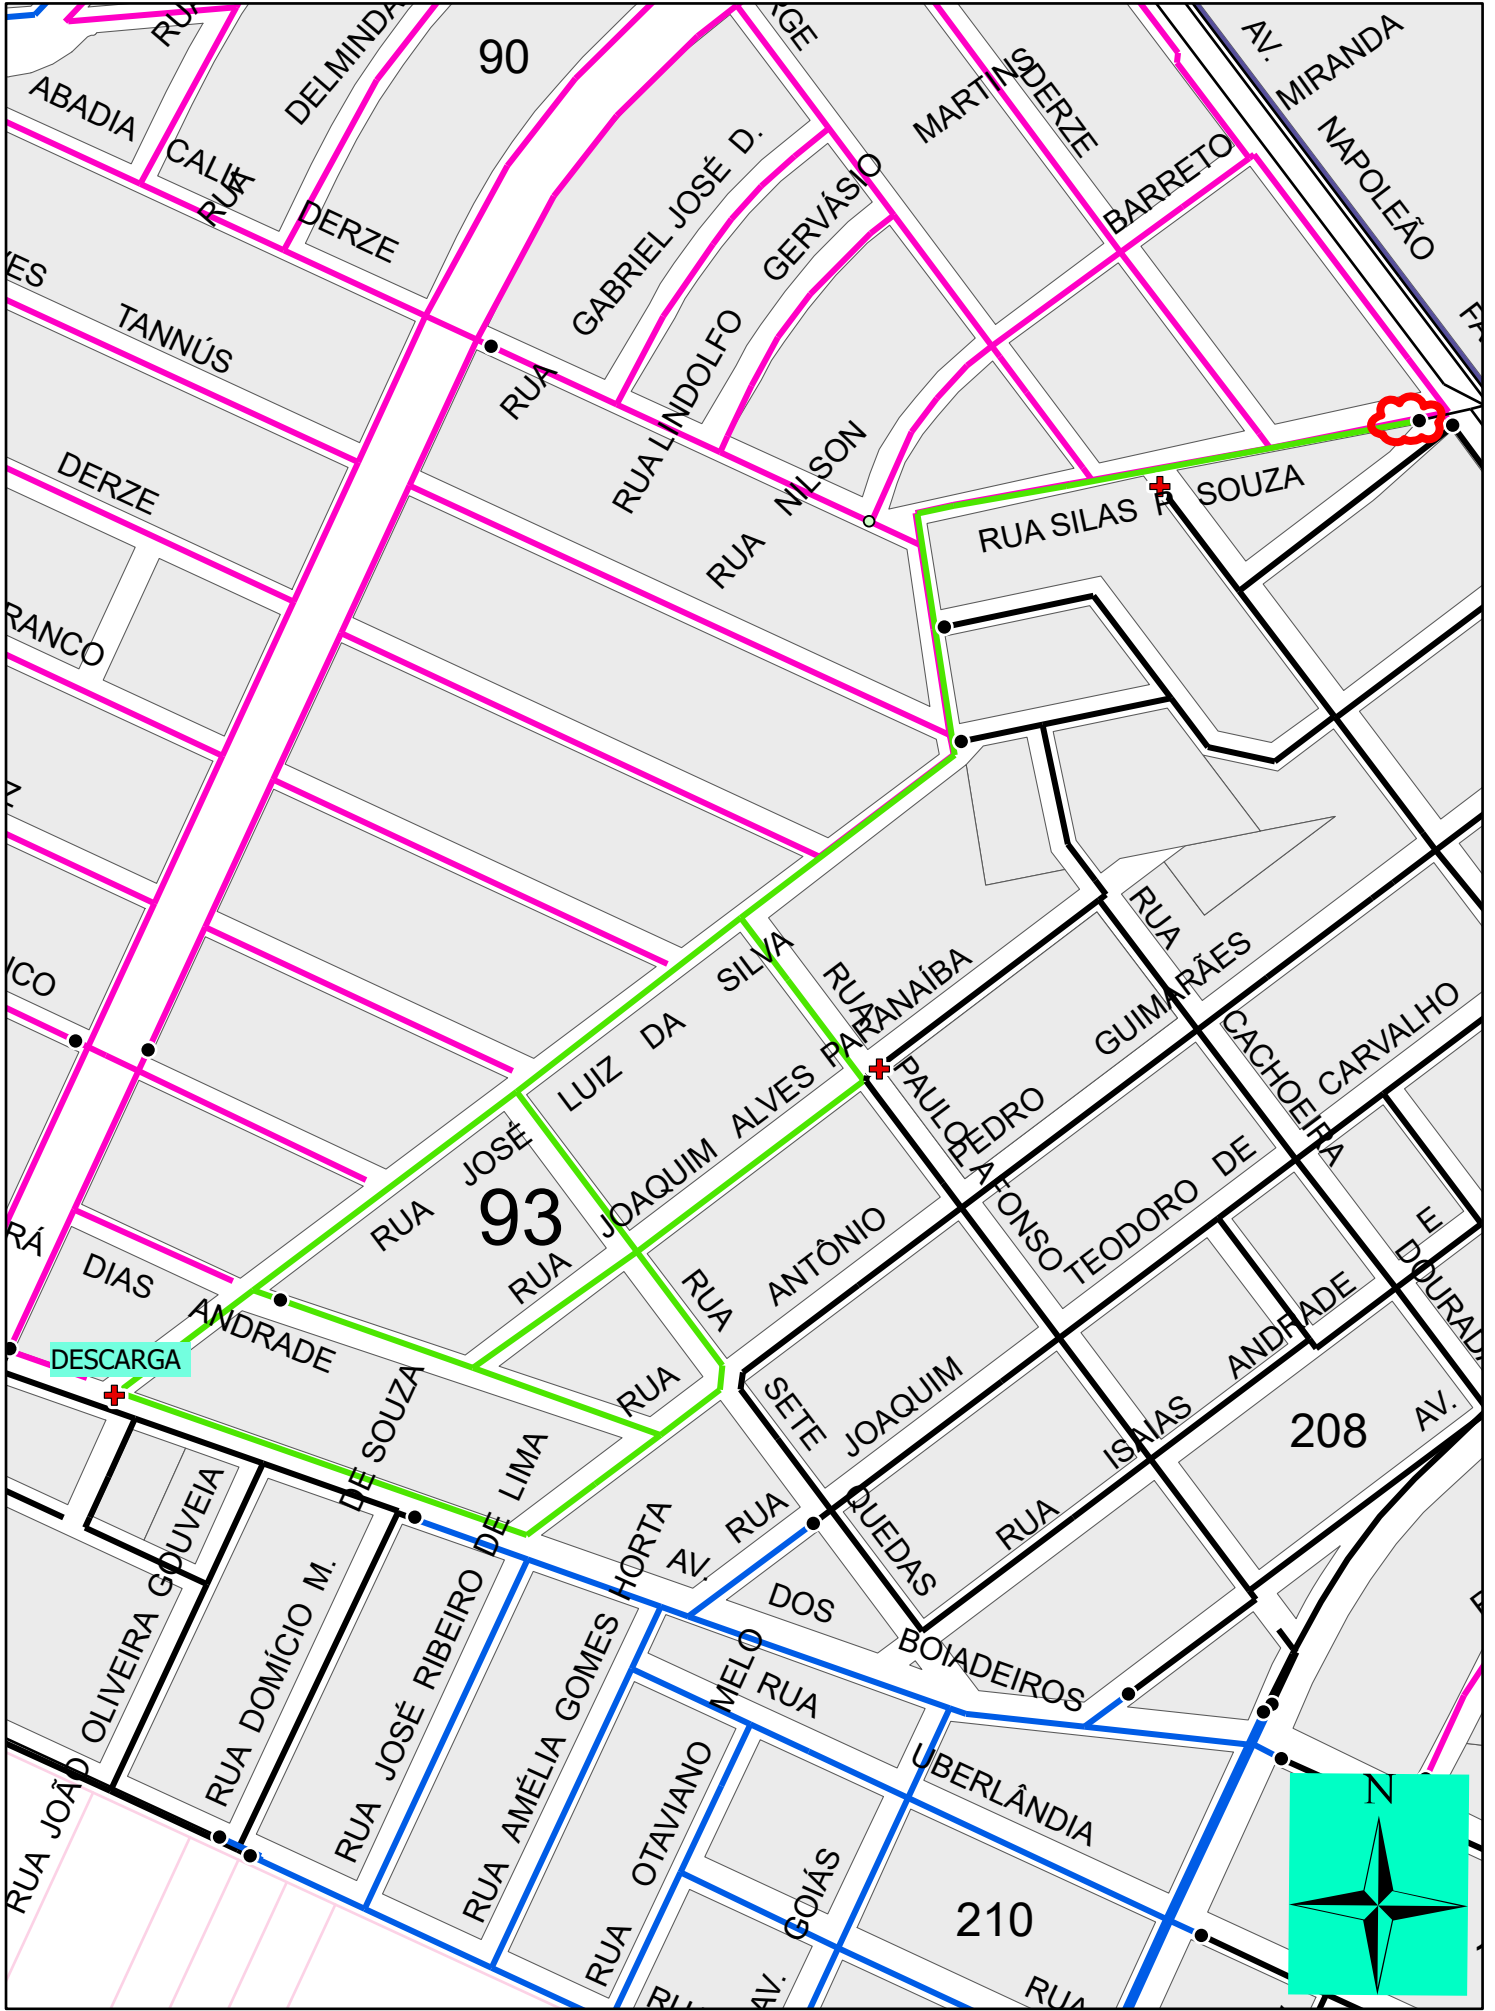 RUA
DELMINDA
90
AV.
MIRANDA
ABADIA
CALIL
RUA
DERZE
MARTINS
DERZE
BARRETO
NAPOLEÃO
GABRIEL JOSÉ D.
GERVÁSIO
TANNÚS
RUA
RUA LINDOLFO
NILSON
DERZE
RUA
RUA SILAS P SOUZA
RUA JOSÉ LUIZ DA SILVA
RUA PAULO AFONSO
RUA JOAQUIM ALVES PARANAÍBA
RUA CACHOEIRA DOURADA
PEDRO GUIMARÃES
TEODORO DE CARVALHO
93
ANTÔNIO
RUA
DIAS
ANDRADE
DESCARGA
RUA SETE QUEDAS
RUA JOAQUIM
RUA ISAIAS ANDRADE E
208
AV.
RUA
DE SOUZA
DE LIMA
HORTA
AV. DOS BOIADEIROS
RUA JOÃO OLIVEIRA GOUVEIA
RUA DOMÍCIO M.
RUA JOSÉ RIBEIRO
RUA AMÉLIA GOMES
MELO
RUA UBERLÂNDIA
RUA OTAVIANO
AV. GOIÁS
210
RUA
N